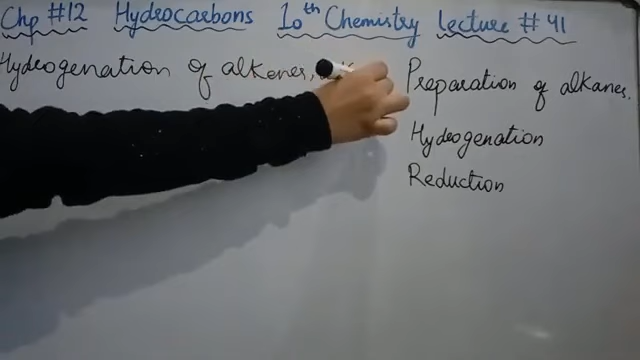 Chp #12 Hydrocarbons 10th Chemistry Lecture # 41
Hydrogenation of alkenes,
Preparation of alkanes.
Hydrogenation
Reduction